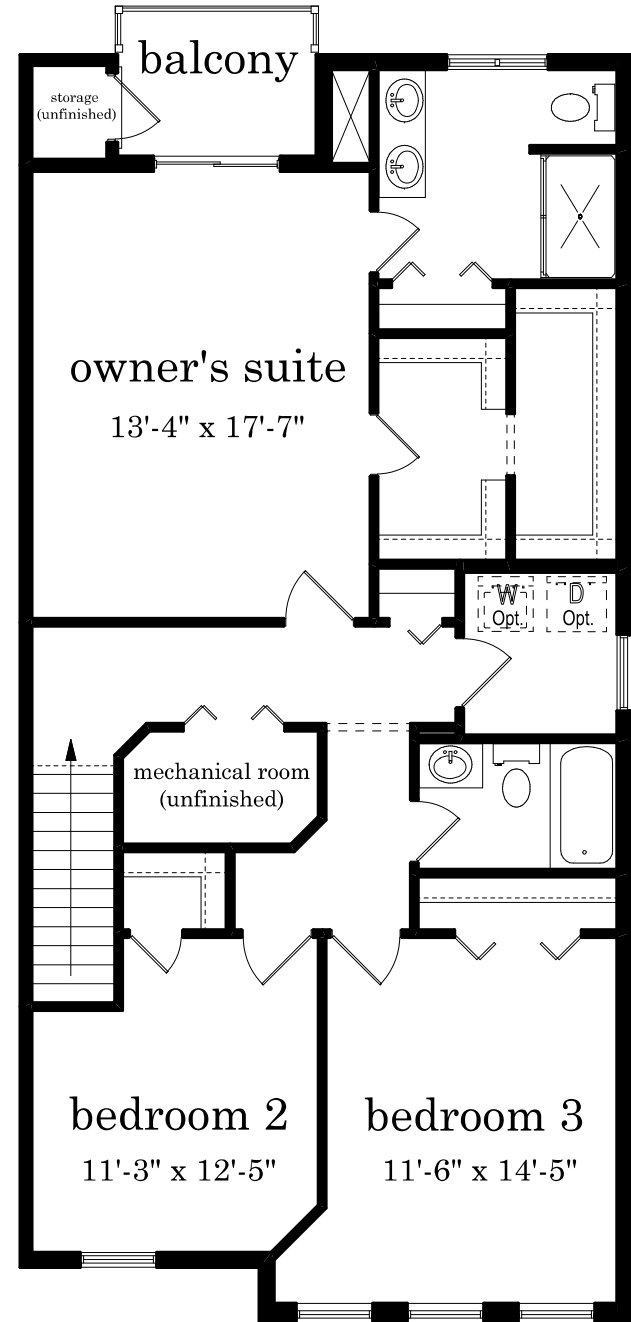 balcony
storage
(unfinished)
owner's suite
13'-4" x 17'-7"
W
Opt.
D
Opt.
mechanical room
(unfinished)
bedroom 2
11'-3" x 12'-5"
bedroom 3
11'-6" x 14'-5"